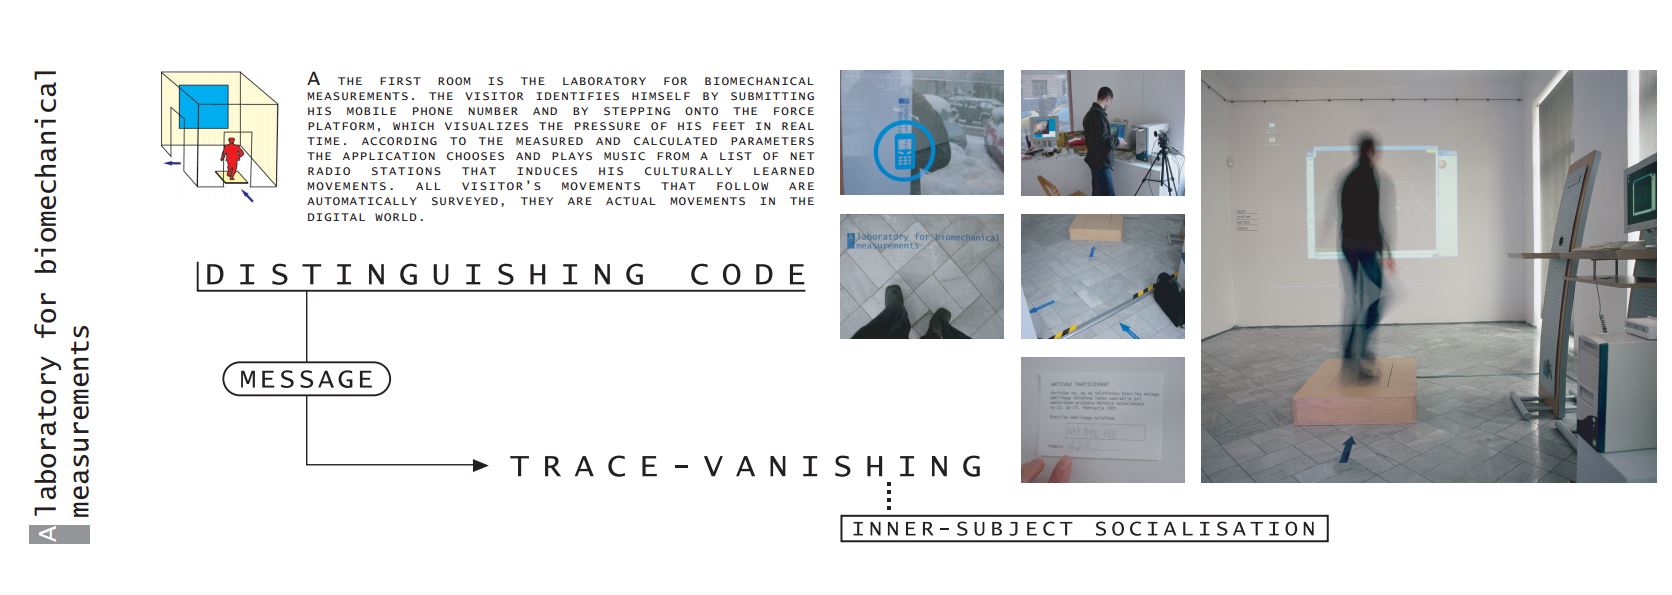 A laboratory for biomechanical
measurements
A THE FIRST ROOM IS THE LABORATORY FOR BIOMECHANICAL
MEASUREMENTS. THE VISITOR IDENTIFIES HIMSELF BY SUBMITTING
HIS MOBILE PHONE NUMBER AND BY STEPPING ONTO THE FORCE
PLATFORM, WHICH VISUALIZES THE PRESSURE OF HIS FEET IN REAL
TIME. ACCORDING TO THE MEASURED AND CALCULATED PARAMETERS
THE APPLICATION CHOOSES AND PLAYS MUSIC FROM A LIST OF NET
RADIO STATIONS THAT INDUCES HIS CULTURALLY LEARNED
MOVEMENTS. ALL VISITOR'S MOVEMENTS THAT FOLLOW ARE
AUTOMATICALLY SURVEYED, THEY ARE ACTUAL MOVEMENTS IN THE
DIGITAL WORLD.
DISTINGUISHING CODE
MESSAGE
TRACE-VANISHING
INNER-SUBJECT SOCIALISATION
A laboratory for biomechanical
measurements
AKTIVNI PARTICIPANT